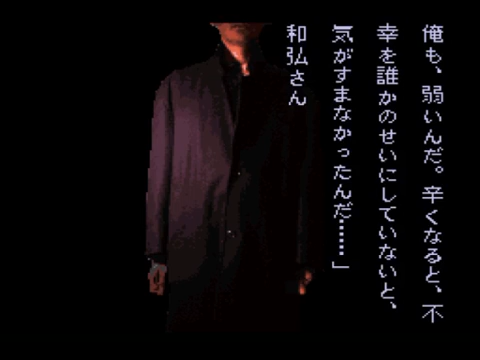 俺も、弱いんだ。辛くなると、不
幸を誰かのせいにしていないと、
気がすまなかったんだ……」
和弘さん